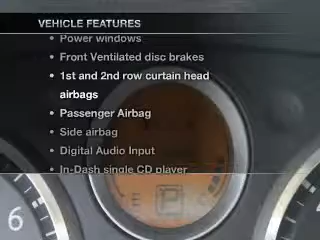 VEHICLE FEATURES
• Power windows
• Front Ventilated disc brakes
• 1st and 2nd row curtain head
airbags
• Passenger Airbag
• Side airbag
• Digital Audio Input
• In-Dash single CD player
E P
6